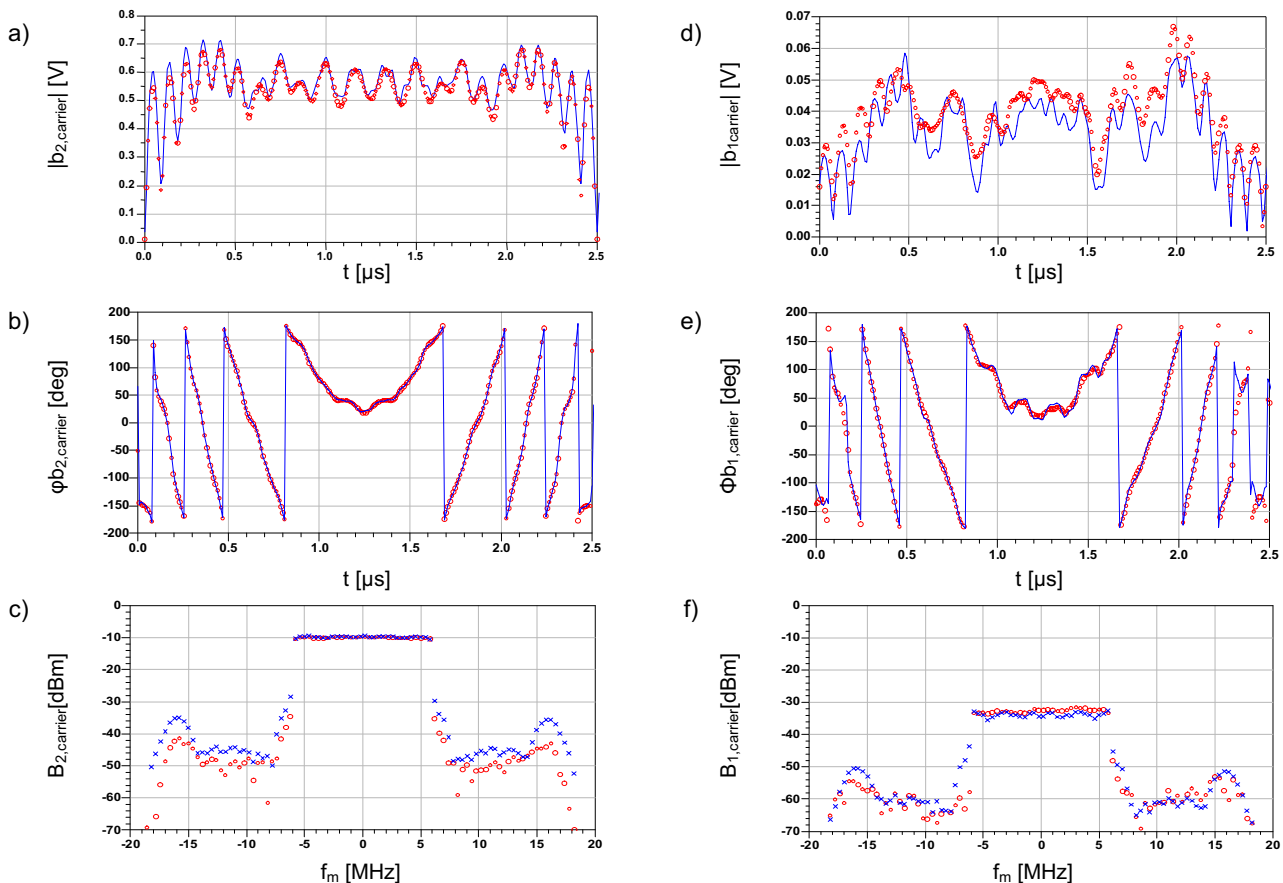 a)
|b2,carrier| [V]
0.8
0.7
0.6
0.5
0.4
0.3
0.2
0.1
0.0
0.0 0.5 1.0 1.5 2.0 2.5
t [µs]
d)
|b1carrier| [V]
0.07
0.06
0.05
0.04
0.03
0.02
0.01
0.00
0.0 0.5 1.0 1.5 2.0 2.5
t [µs]
b)
φb2,carrier [deg]
200
150
100
50
0
-50
-100
-150
-200
0.0 0.5 1.0 1.5 2.0 2.5
t [µs]
e)
Φb1,carrier [deg]
200
150
100
50
0
-50
-100
-150
-200
0.0 0.5 1.0 1.5 2.0 2.5
t [µs]
c)
B2,carrier[dBm]
0
-10
-20
-30
-40
-50
-60
-70
-20 -15 -10 -5 0 5 10 15 20
fm [MHz]
f)
B1,carrier[dBm]
0
-10
-20
-30
-40
-50
-60
-70
-20 -15 -10 -5 0 5 10 15 20
fm [MHz]